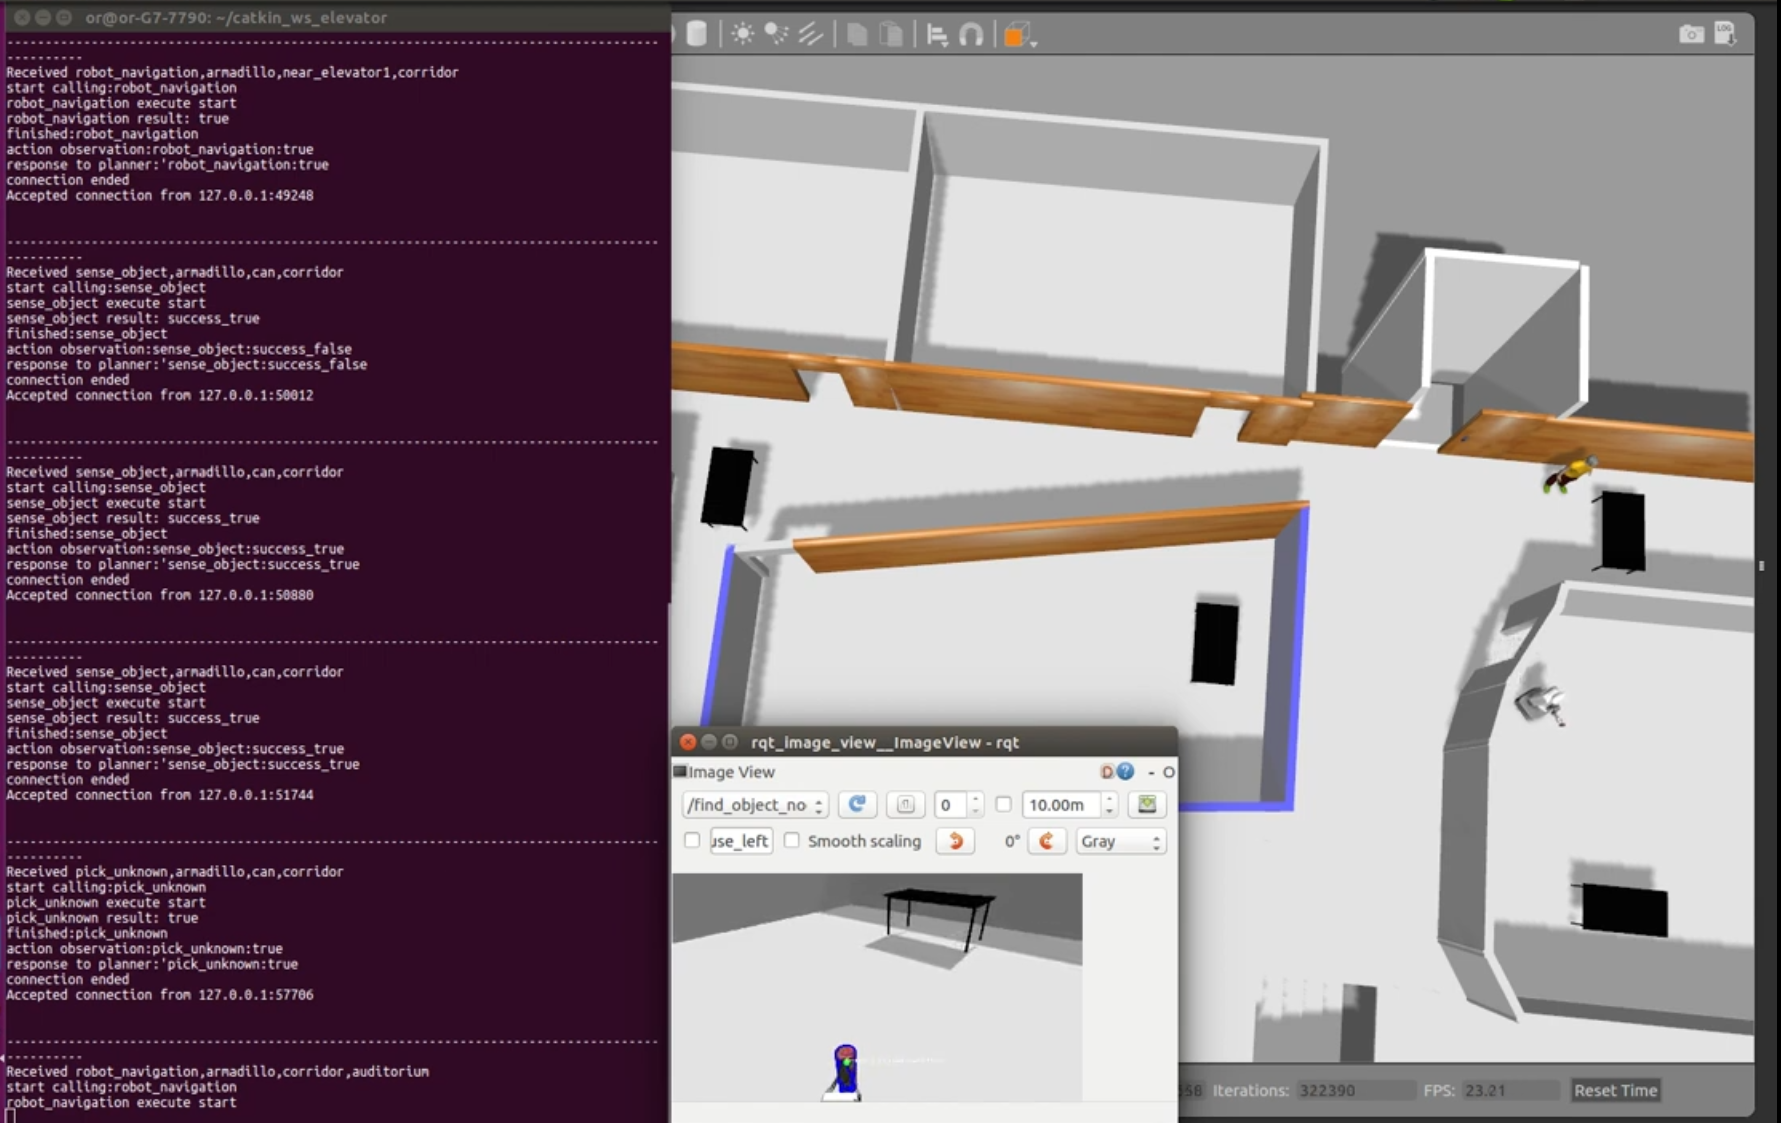 or@or-G7-7790: ~/catkin_ws_elevator
--------------------------------------------------------------------------------------
----------
Received robot_navigation,armadillo,near_elevator1,corridor
start calling:robot_navigation
robot_navigation execute start
robot_navigation result: true
finished:robot_navigation
action observation:robot_navigation:true
response to planner:'robot_navigation:true
connection ended
Accepted connection from 127.0.0.1:49248
--------------------------------------------------------------------------------------
----------
Received sense_object,armadillo,can,corridor
start calling:sense_object
sense_object execute start
sense_object result: success_true
finished:sense_object
action observation:sense_object:success_false
response to planner:'sense_object:success_false
connection ended
Accepted connection from 127.0.0.1:50012
--------------------------------------------------------------------------------------
----------
Received sense_object,armadillo,can,corridor
start calling:sense_object
sense_object execute start
sense_object result: success_true
finished:sense_object
action observation:sense_object:success_true
response to planner:'sense_object:success_true
connection ended
Accepted connection from 127.0.0.1:50880
--------------------------------------------------------------------------------------
----------
Received sense_object,armadillo,can,corridor
start calling:sense_object
sense_object execute start
sense_object result: success_true
finished:sense_object
action observation:sense_object:success_true
response to planner:'sense_object:success_true
connection ended
Accepted connection from 127.0.0.1:51744
--------------------------------------------------------------------------------------
----------
Received pick_unknown,armadillo,can,corridor
start calling:pick_unknown
pick_unknown execute start
pick_unknown result: true
finished:pick_unknown
action observation:pick_unknown:true
response to planner:'pick_unknown:true
connection ended
Accepted connection from 127.0.0.1:57706
--------------------------------------------------------------------------------------
----------
Received robot_navigation,armadillo,corridor,auditorium
start calling:robot_navigation
robot_navigation execute start
LOG
rqt_image_view__ImageView - rqt
Image View
D ? - O
/find_object_no 0 10.00m
use_left Smooth scaling 0° Gray
58 Iterations: 322390 FPS: 23.21 Reset Time